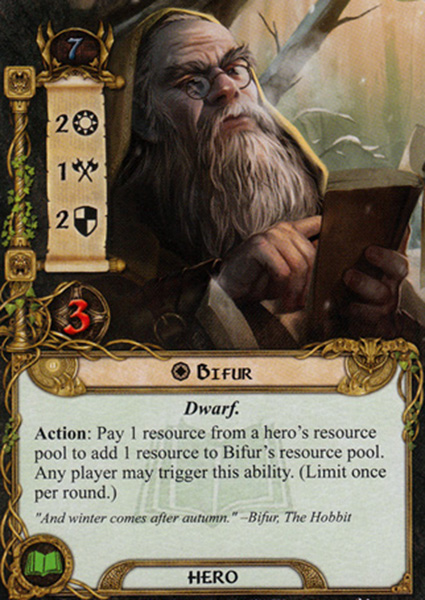 7
2
1
2
3
Bifur
Dwarf.
Action: Pay 1 resource from a hero's resource
pool to add 1 resource to Bifur's resource pool.
Any player may trigger this ability. (Limit once
per round.)
"And winter comes after autumn." –Bifur, The Hobbit
HERO